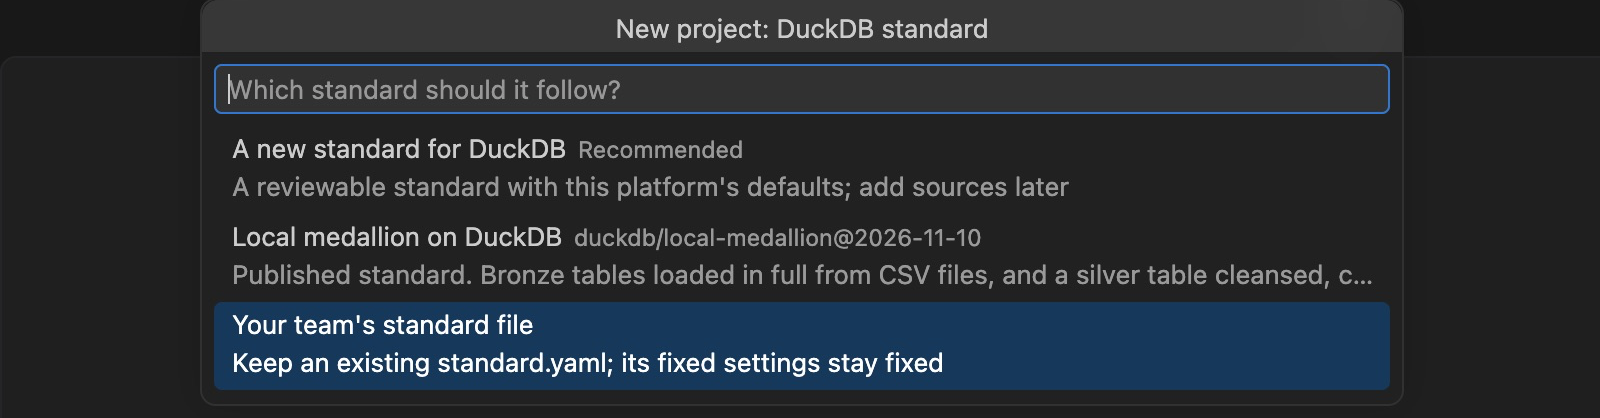 New project: DuckDB standard
Which standard should it follow?
A new standard for DuckDB Recommended
A reviewable standard with this platform's defaults; add sources later
Local medallion on DuckDB duckdb/local-medallion@2026-11-10
Published standard. Bronze tables loaded in full from CSV files, and a silver table cleansed, c...
Your team's standard file
Keep an existing standard.yaml; its fixed settings stay fixed